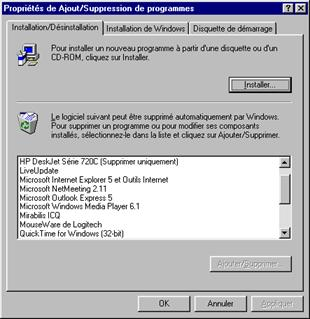 Propriétés de Ajout/Suppression de programmes
Installation/Désinstallation
Installation de Windows
Disquette de démarrage
Pour installer un nouveau programme à partir d'une disquette ou d'un
CD-ROM, cliquez sur Installer.
Installer...
Le logiciel suivant peut être supprimé automatiquement par Windows.
Pour supprimer un programme ou pour modifier ses composants
installés, sélectionnez-le dans la liste et cliquez sur Ajouter/Supprimer.
HP DeskJet Série 720C (Supprimer uniquement)
LiveUpdate
Microsoft Internet Explorer 5 et Outils Internet
Microsoft NetMeeting 2.11
Microsoft Outlook Express 5
Microsoft Windows Media Player 6.1
Mirabilis ICQ
MouseWare de Logitech
QuickTime for Windows (32-bit)
Ajouter/Supprimer...
OK
Annuler
Appliquer